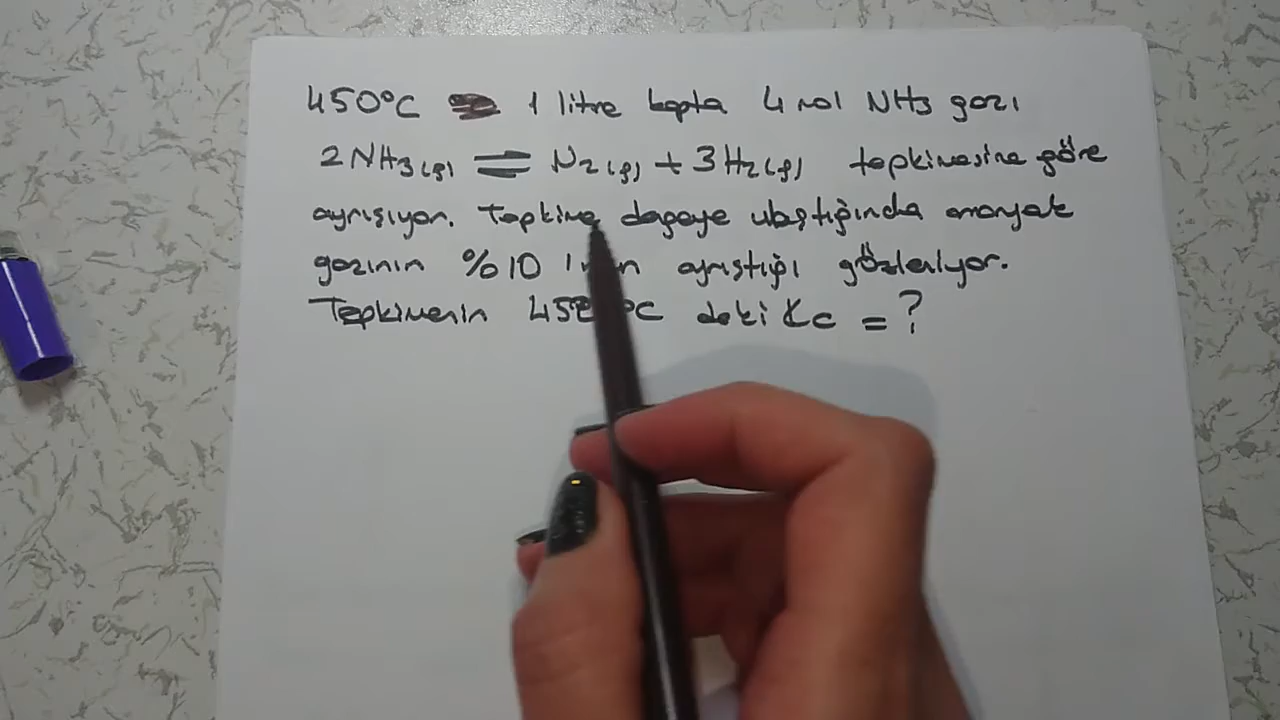 450°C 1 litre kapta 4 mol NH3 gazı
2NH3(g) ⇌ N2(g) + 3H2(g) tepkimesine göre
ayrışıyor. Tepkime dengeye ulaştığında amonyak
gazının %10 ayrıştığı gözleniyor.
Tepkimenin 450°C deki Kc = ?